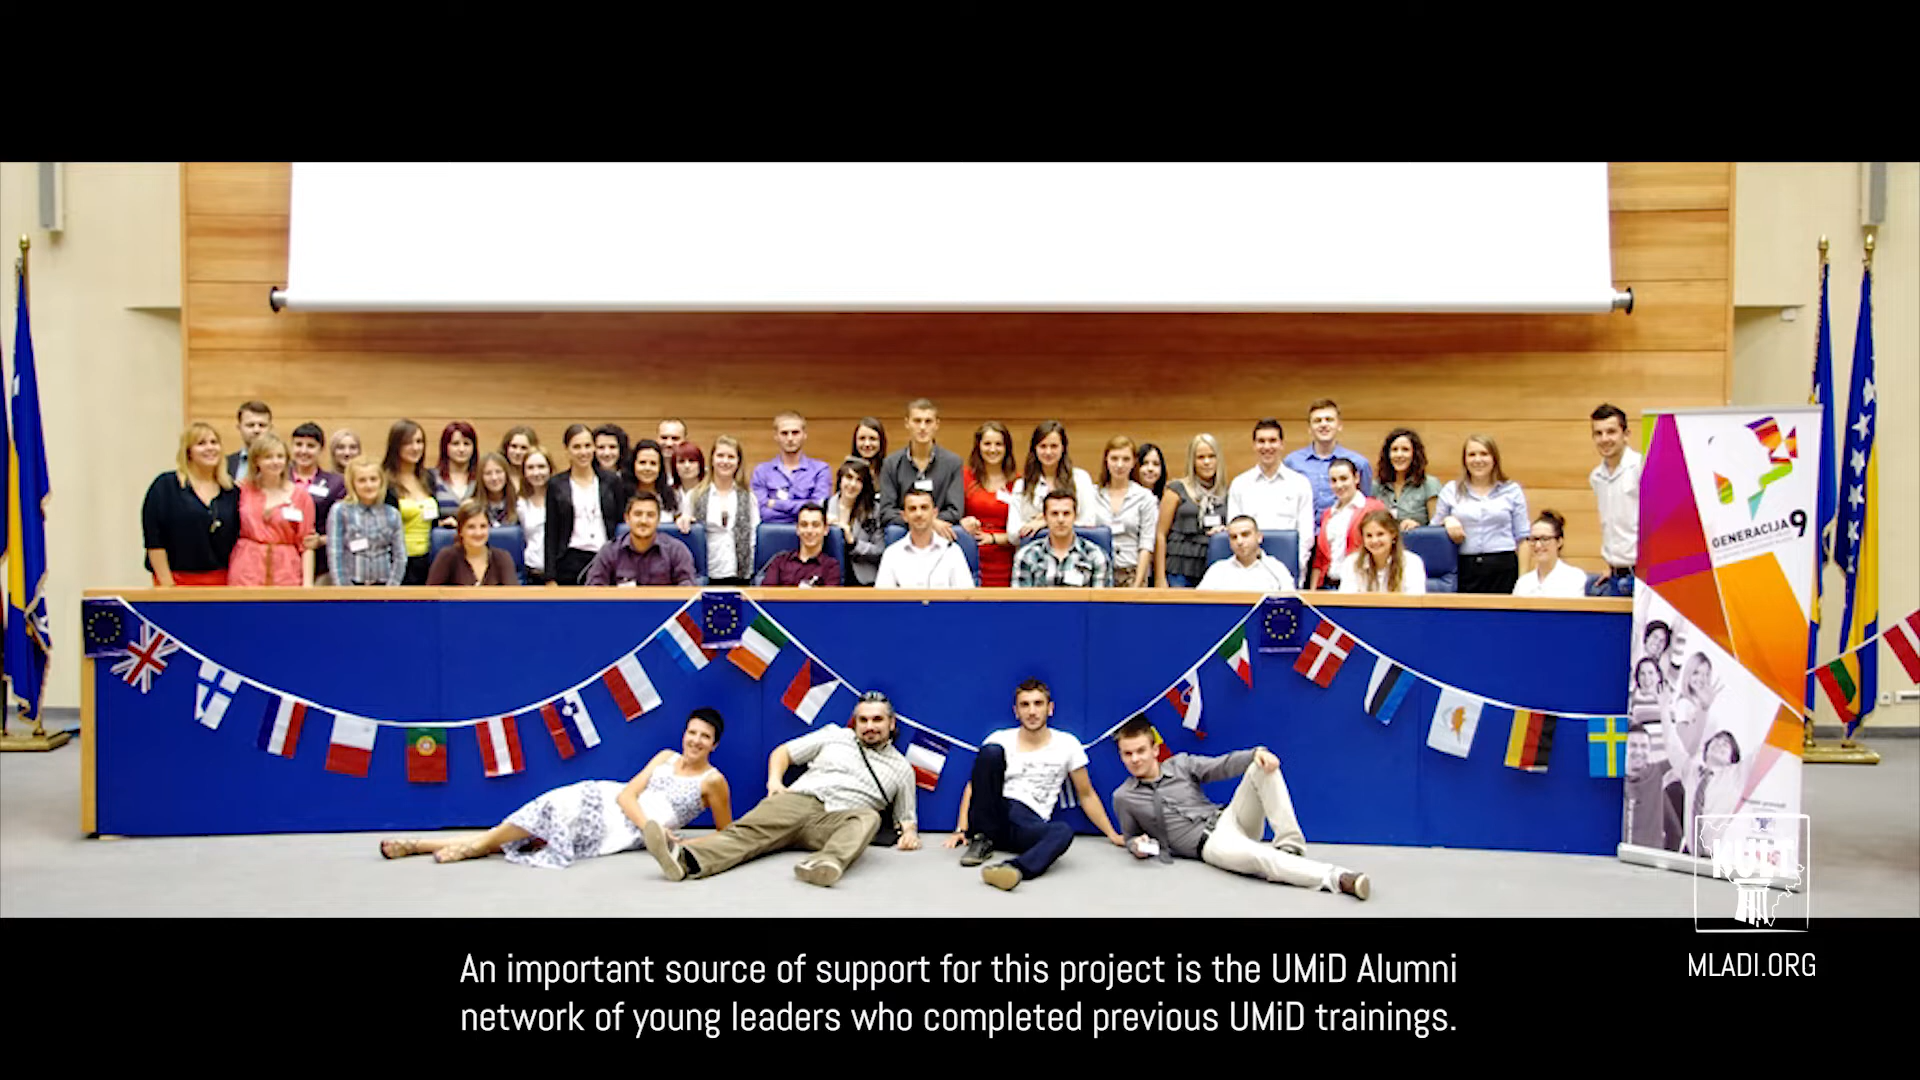 GENERACIJA 9
KULT
MLADI.ORG
An important source of support for this project is the UMiD Alumni
network of young leaders who completed previous UMiD trainings.